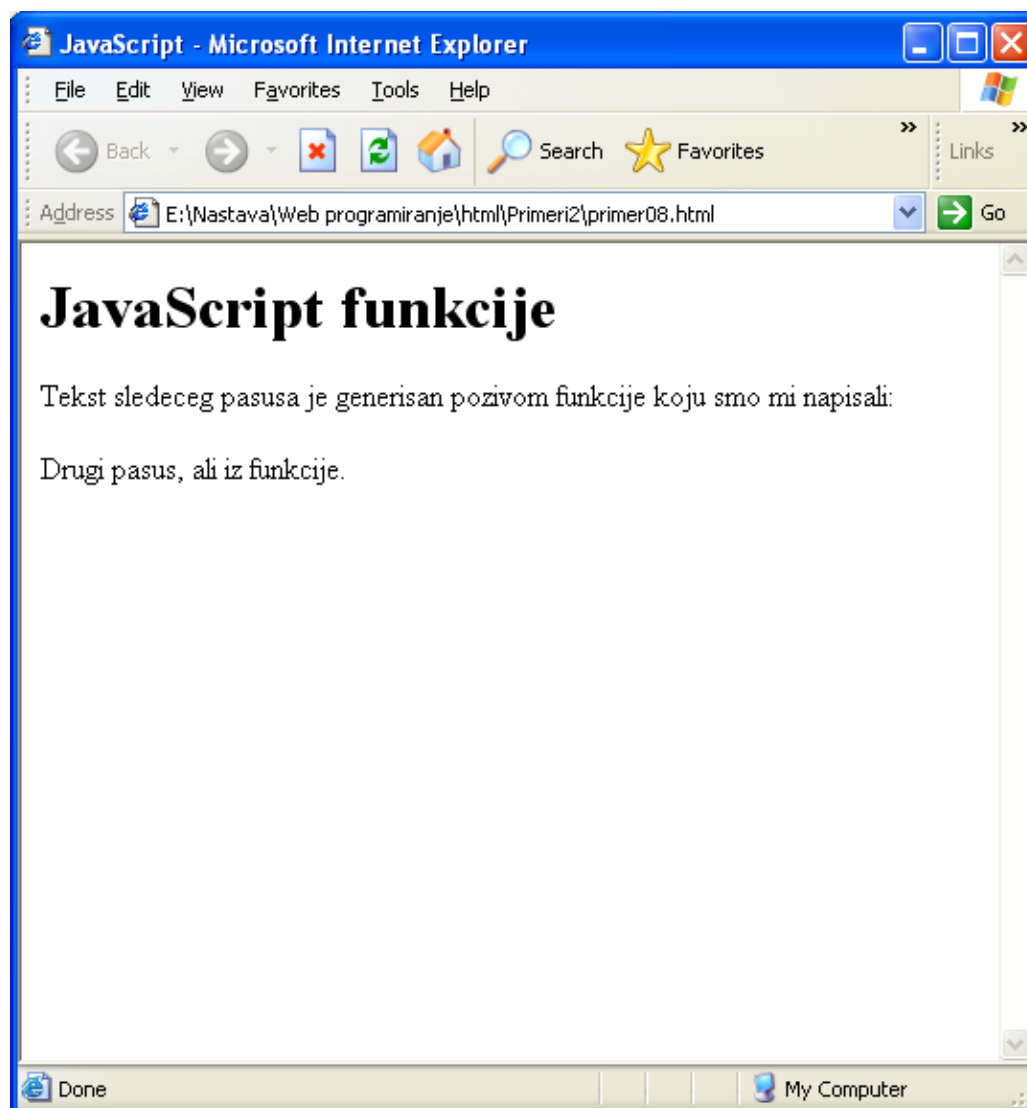 JavaScript - Microsoft Internet Explorer
File Edit View Favorites Tools Help
Back Search Favorites » Links »
Address E:\Nastava\Web programiranje\html\Primeri2\primer08.html Go
JavaScript funkcije
Tekst sledeceg pasusa je generisan pozivom funkcije koju smo mi napisali:
Drugi pasus, ali iz funkcije.
Done My Computer